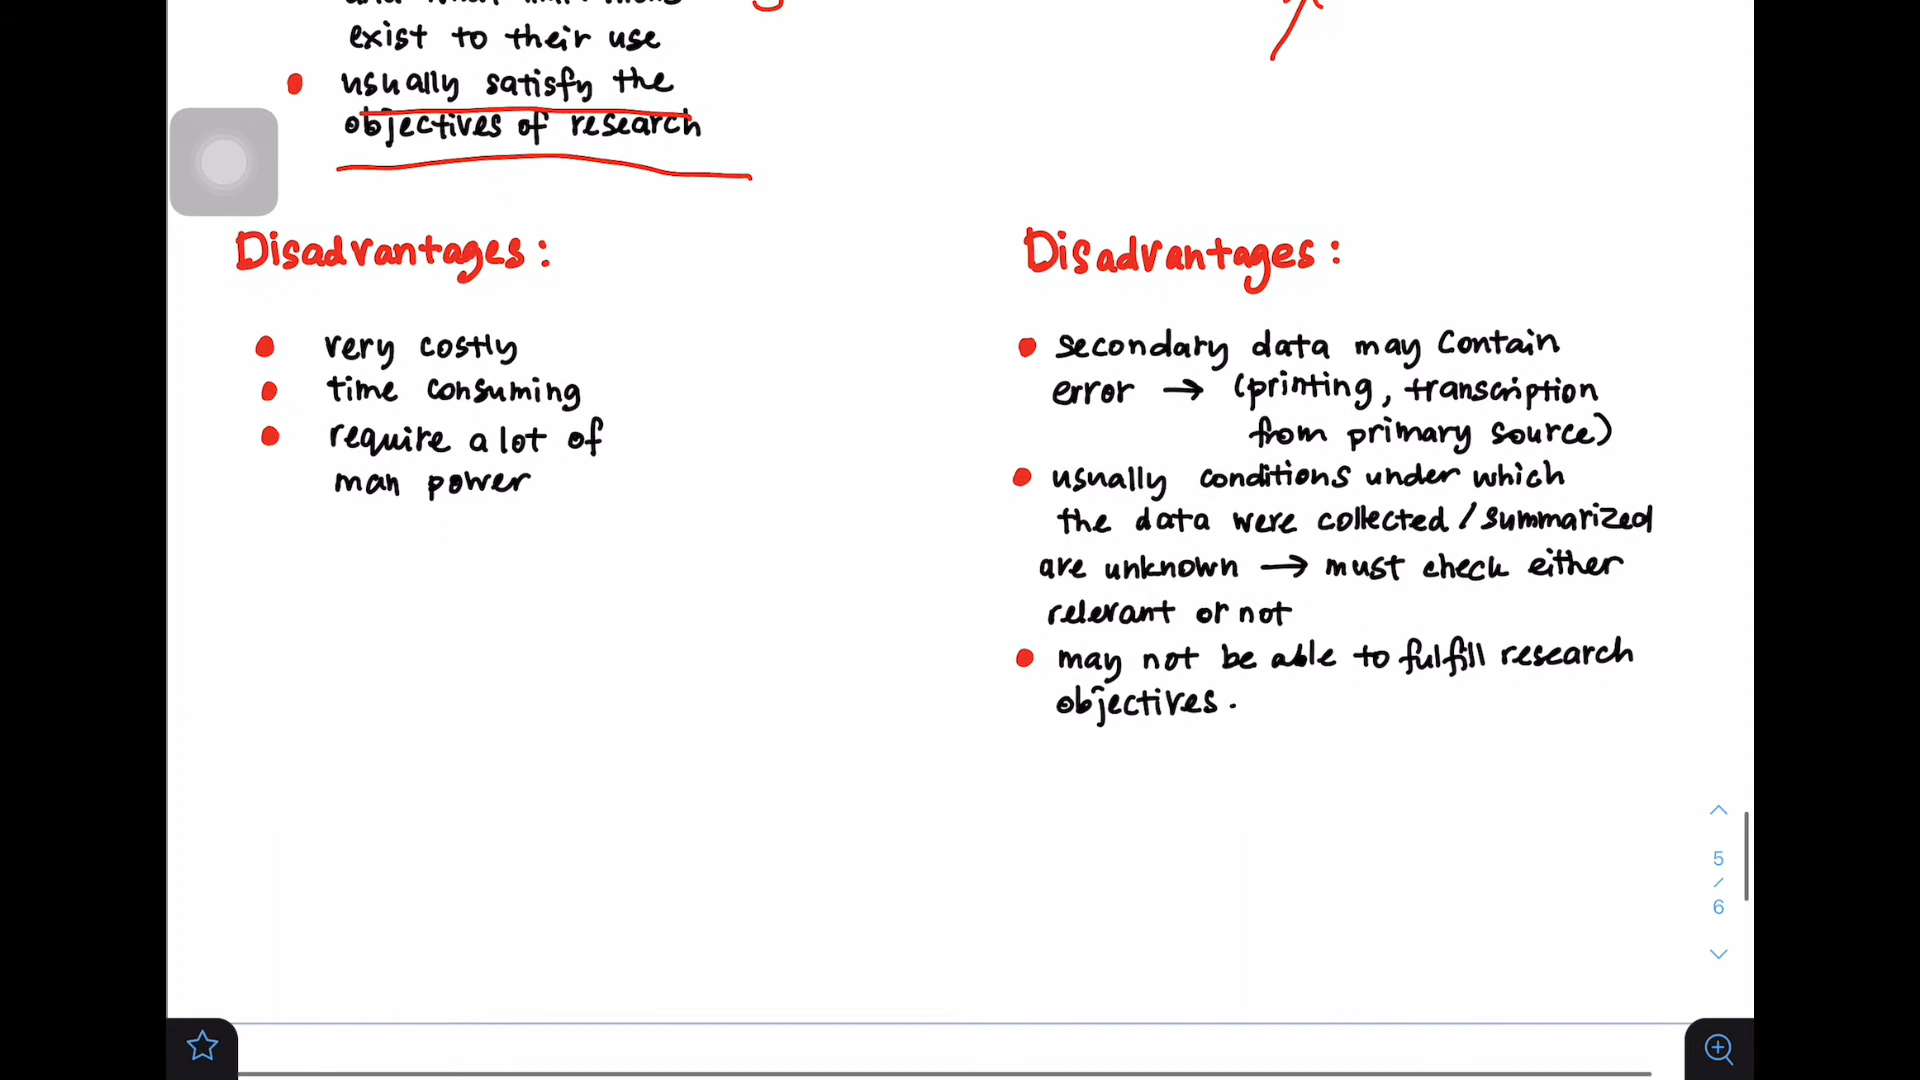 exist to their use
usually satisfy the
objectives of research
Disadvantages:
very costly
time consuming
require a lot of
man power
Disadvantages:
secondary data may contain
error → (printing, transcription
from primary source)
usually conditions under which
the data were collected / summarized
are unknown → must check either
relevant or not
may not be able to fulfill research
objectives.
5
/
6